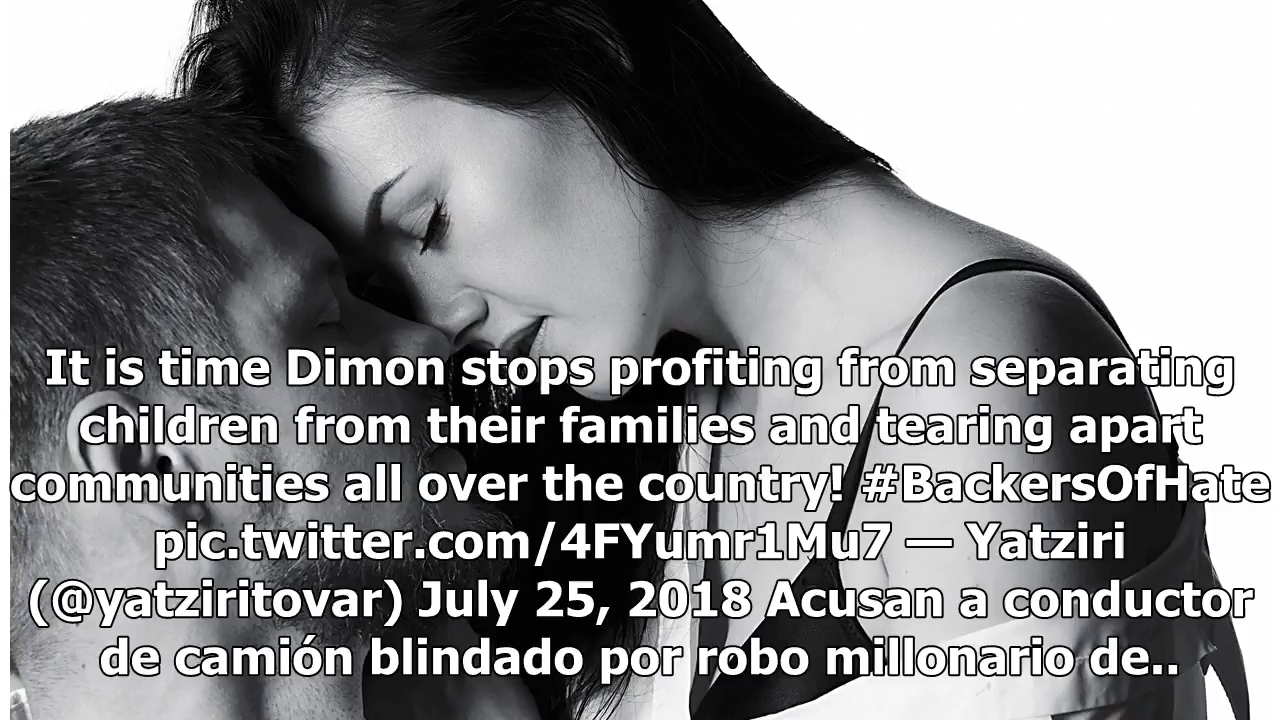 It is time Dimon stops profiting from separating
children from their families and tearing apart
communities all over the country! #BackersOfHate
pic.twitter.com/4FYumr1Mu7 — Yatziri
(@yatziritovar) July 25, 2018 Acusan a conductor
de camión blindado por robo millonario de..